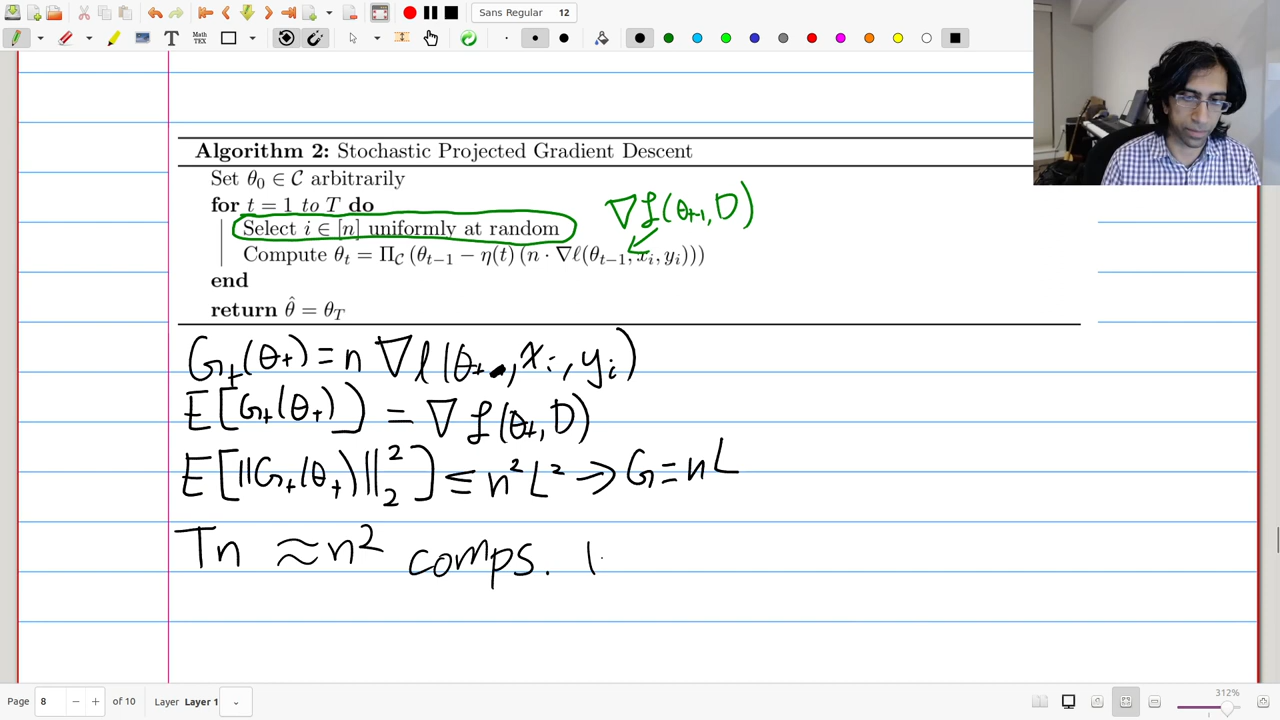 Sans Regular 12
Algorithm 2: Stochastic Projected Gradient Descent
Set θ₀ ∈ 𝒞 arbitrarily
for t = 1 to T do
Select i ∈ [n] uniformly at random
∇ℒ(θₜ₋₁, D)
Compute θₜ = Π_𝒞 (θₜ₋₁ − η(t) (n · ∇ℓ(θₜ₋₁, xᵢ, yᵢ)))
end
return θ̂ = θ_T
Gₜ(θₜ) = n ∇ℓ(θₜ, xᵢ, yᵢ)
E[Gₜ(θₜ)] = ∇ℒ(θₜ, D)
E[‖Gₜ(θₜ)‖₂²] ≤ n²L² → G = nL
Tn ≈ n² comps.
Page 8 of 10 Layer Layer 1 312%